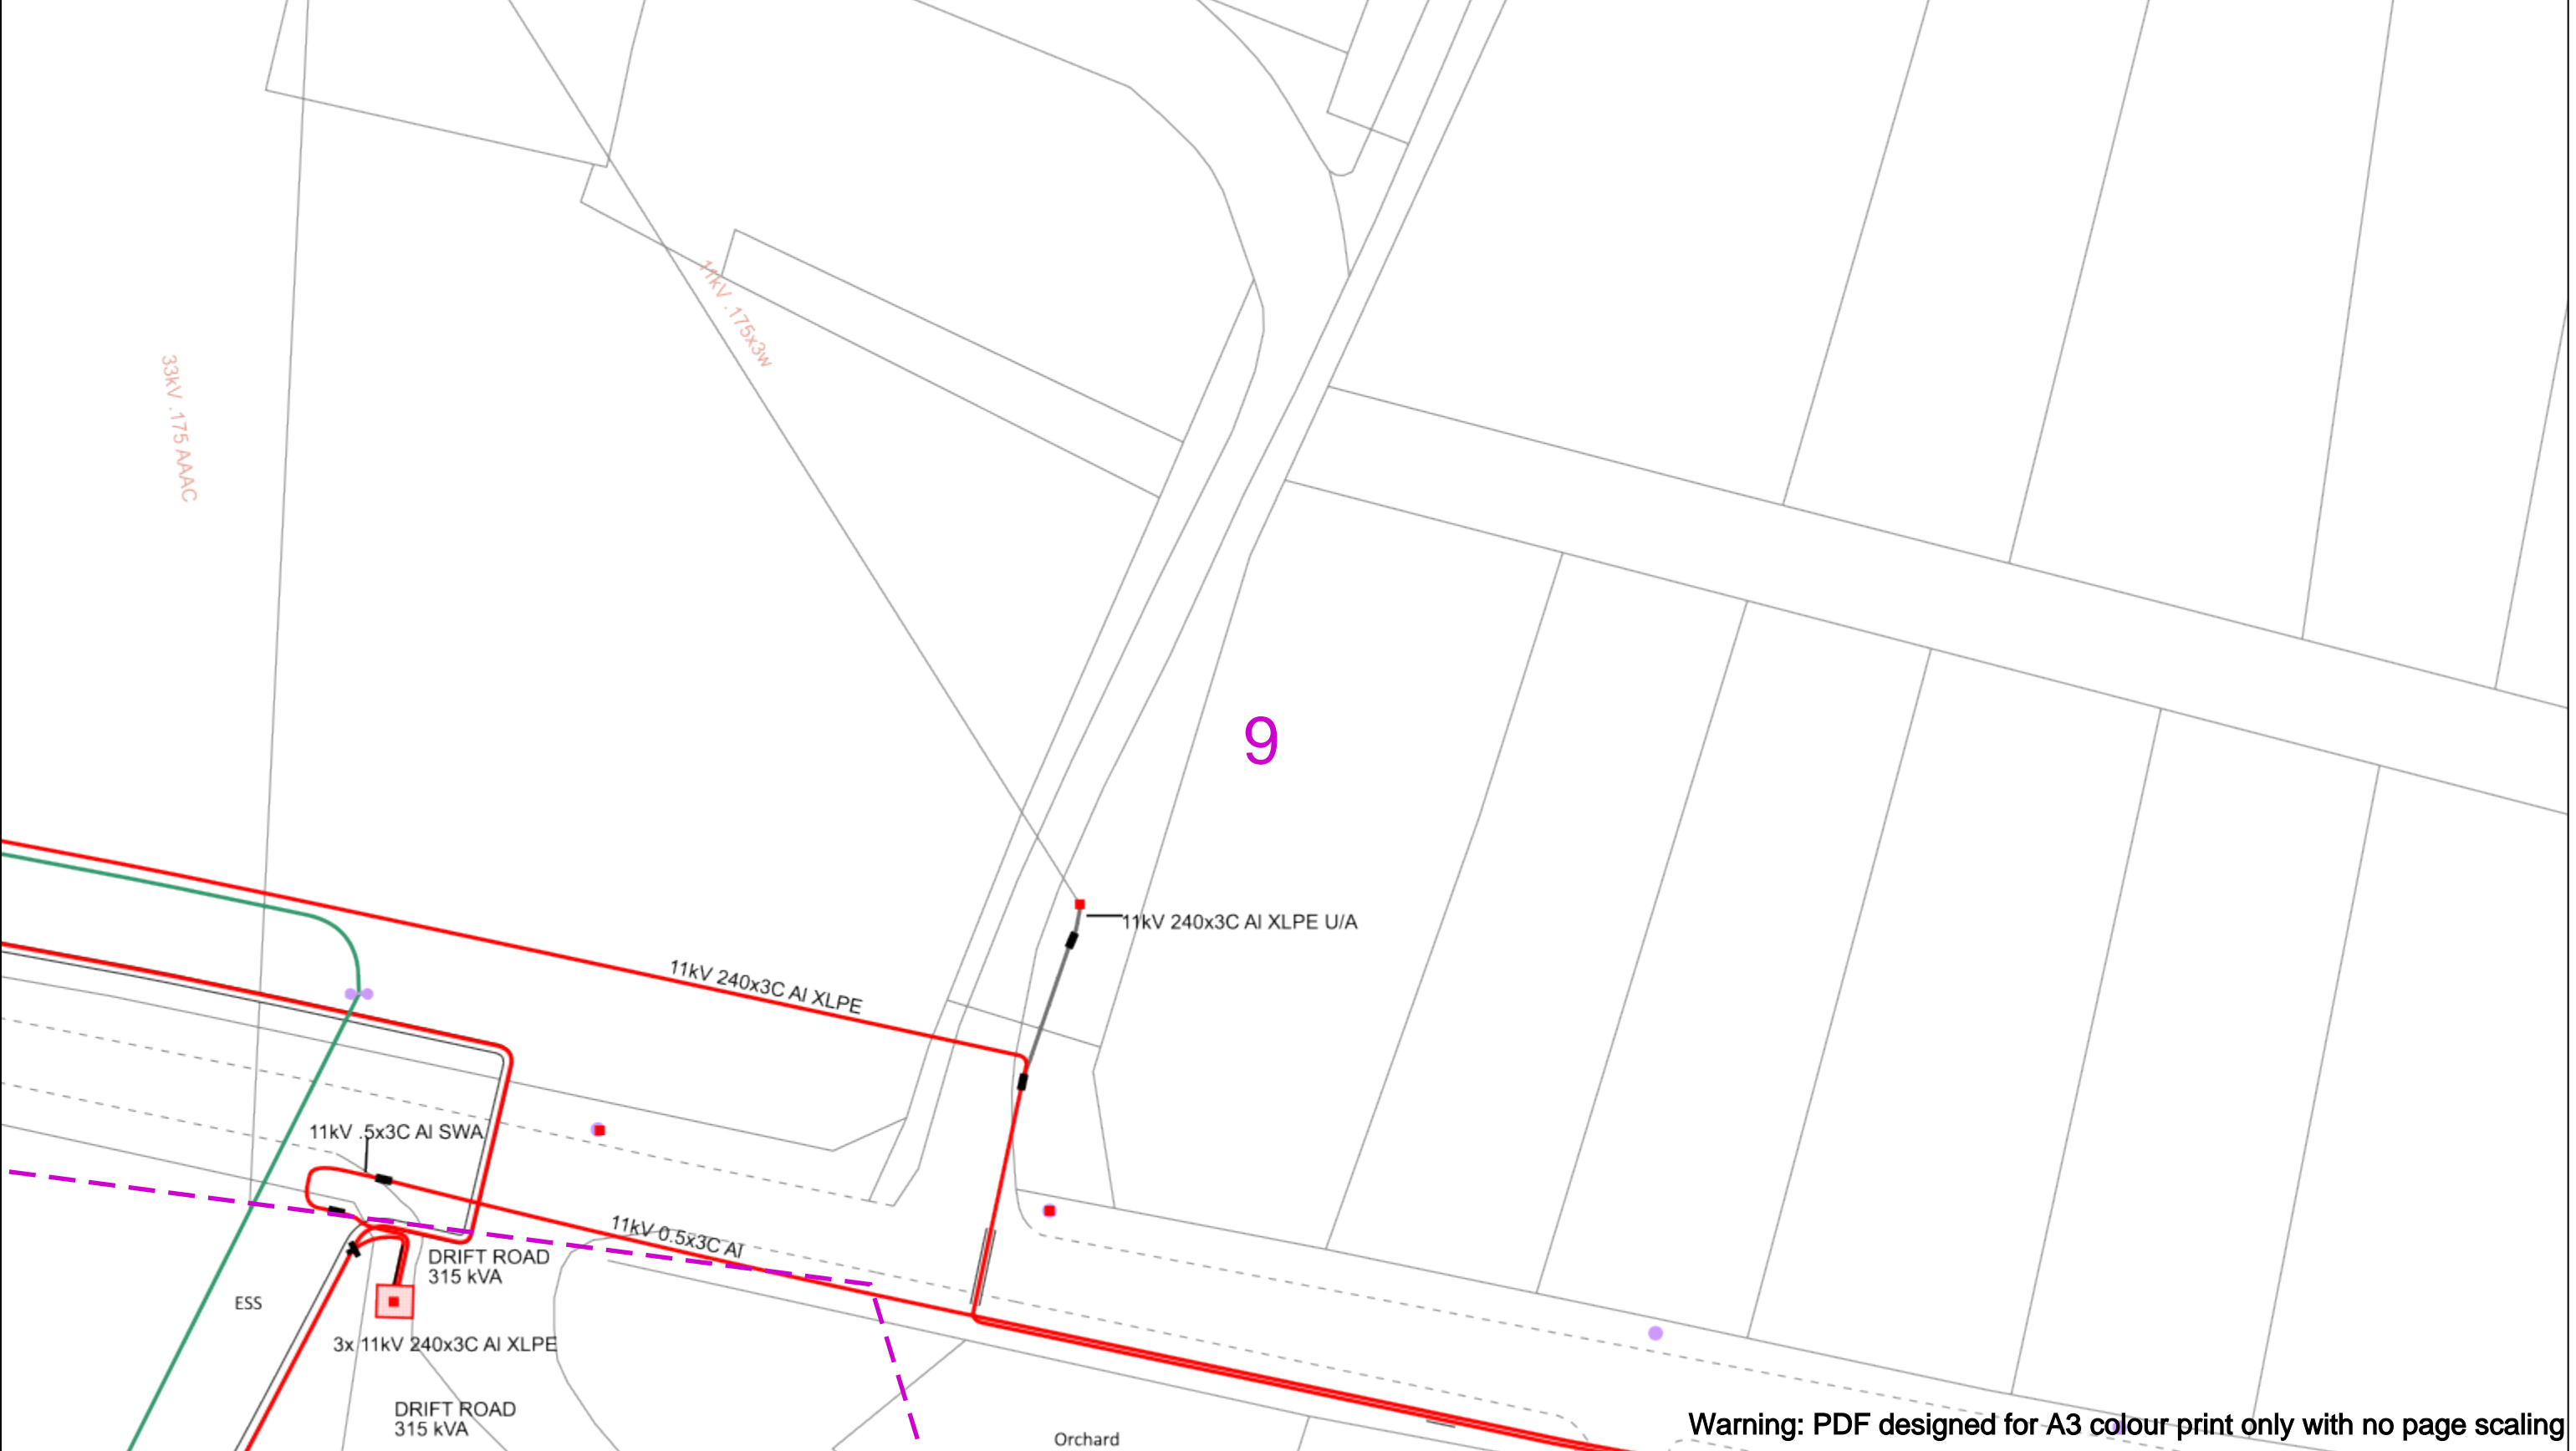 11kV .175x3w
33kV .175 AAAC
9
11kV 240x3C Al XLPE U/A
11kV 240x3C Al XLPE
11kV .5x3C Al SWA
11kV 0.5x3C Al
DRIFT ROAD
315 kVA
ESS
3x 11kV 240x3C Al XLPE
DRIFT ROAD
315 kVA
Orchard
Warning: PDF designed for A3 colour print only with no page scaling